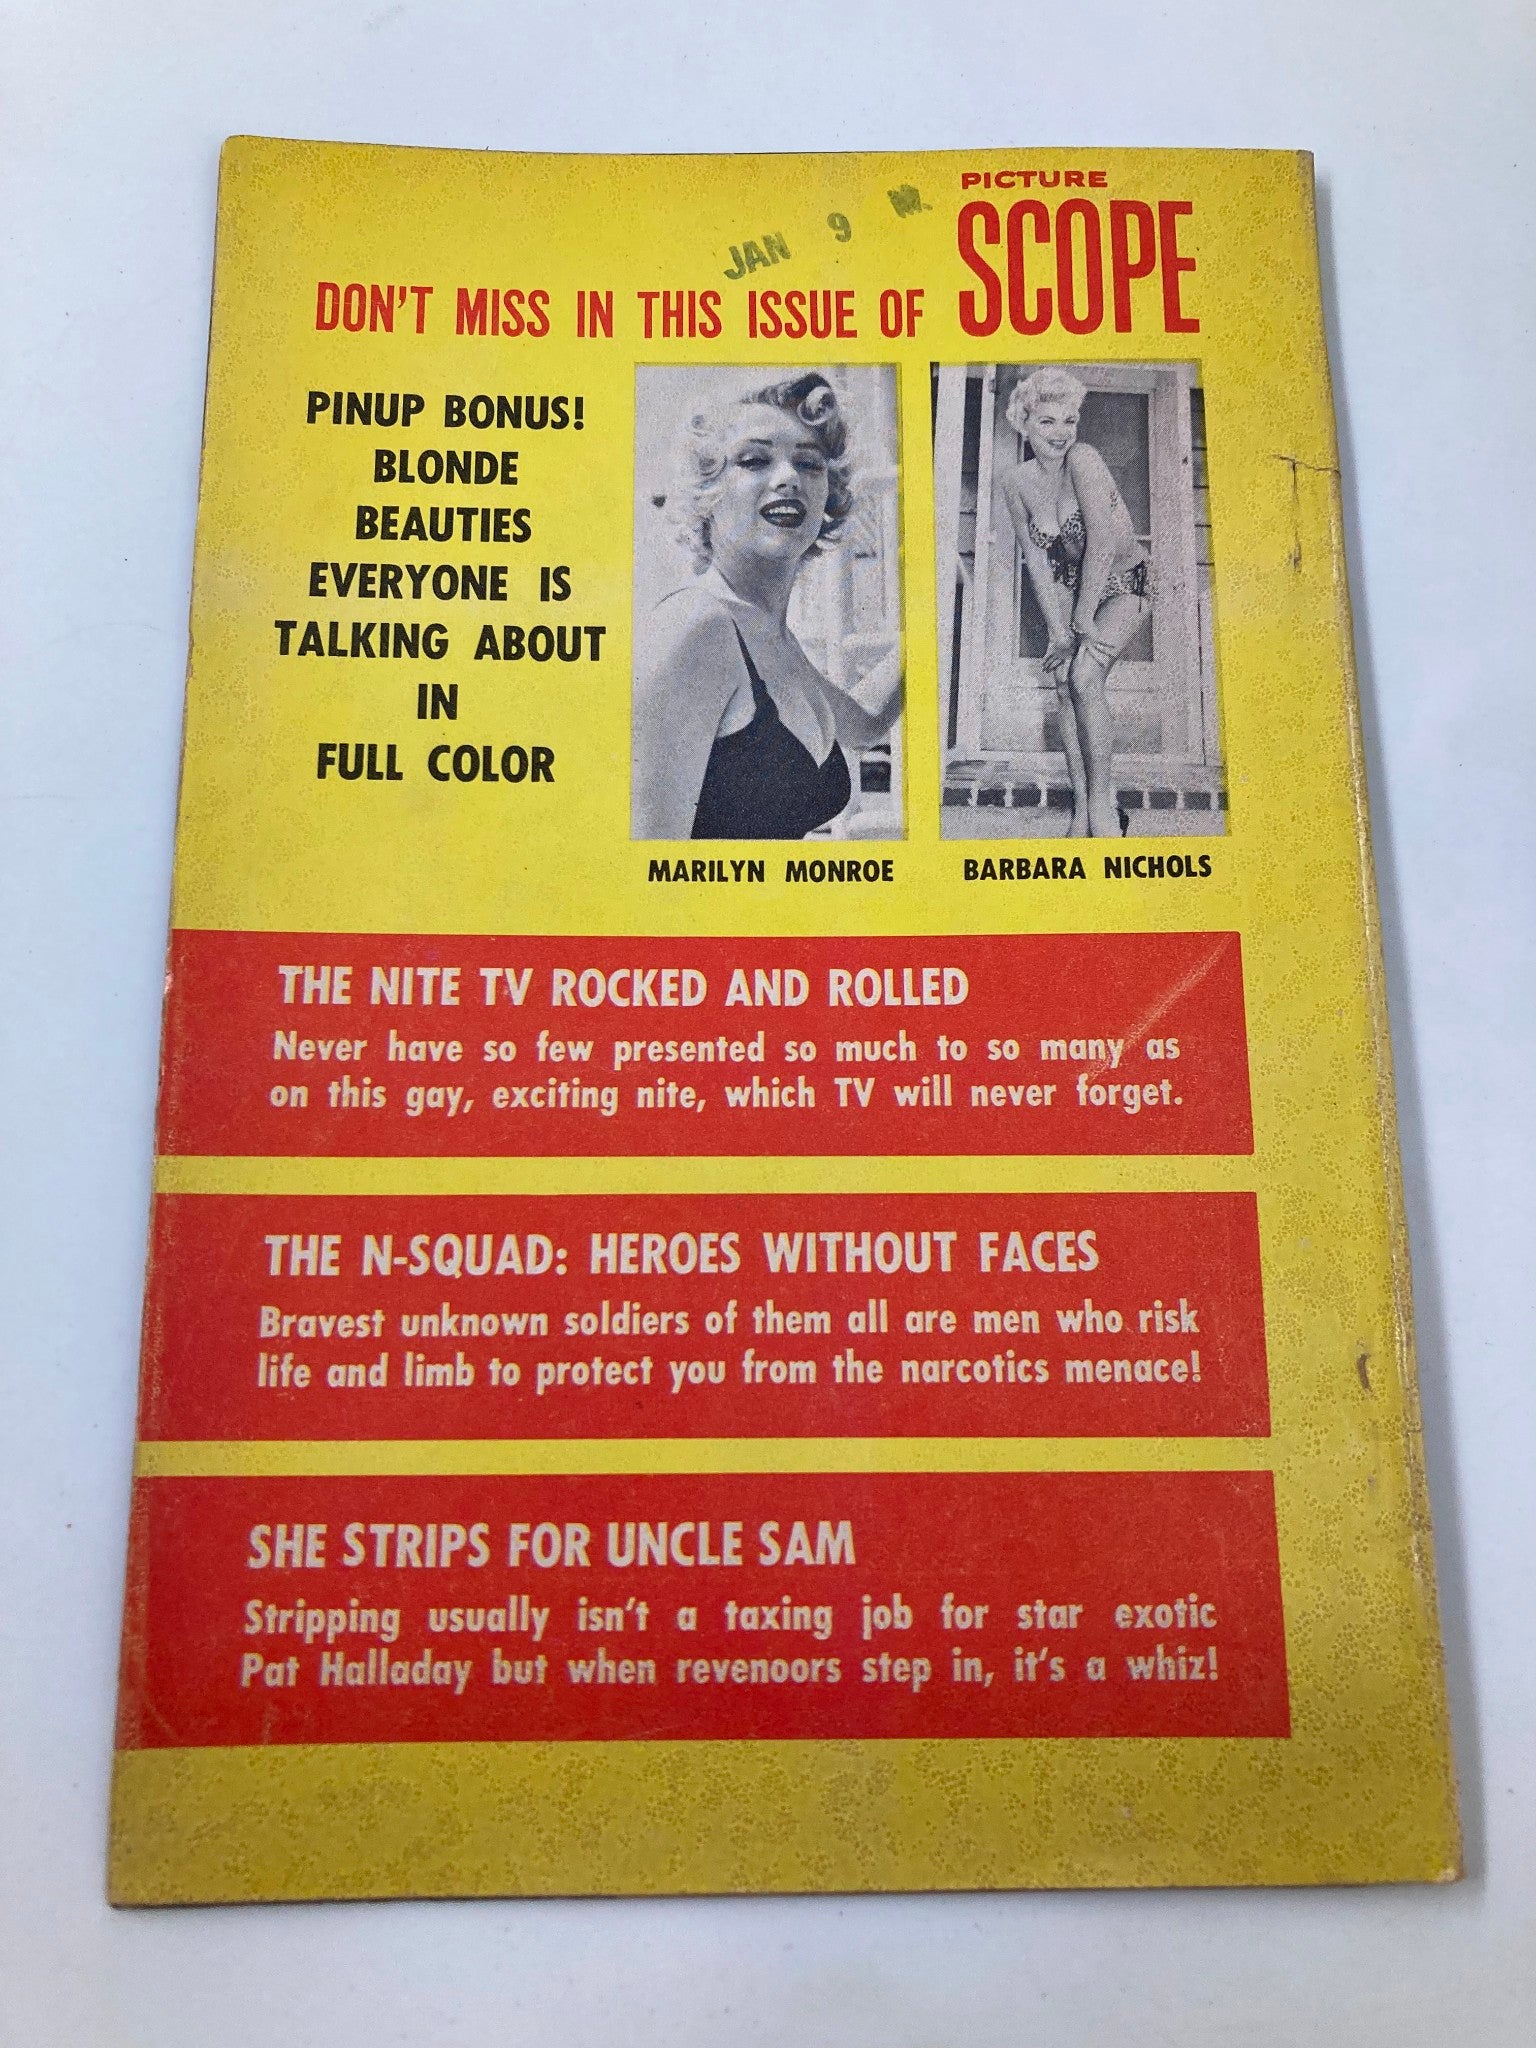 PICTURE
SCOPE
JAN 9
DON'T MISS IN THIS ISSUE OF
PINUP BONUS!
BLONDE
BEAUTIES
EVERYONE IS
TALKING ABOUT
IN
FULL COLOR
MARILYN MONROE
BARBARA NICHOLS
THE NITE TV ROCKED AND ROLLED
Never have so few presented so much to so many as
on this gay, exciting nite, which TV will never forget.
THE N-SQUAD: HEROES WITHOUT FACES
Bravest unknown soldiers of them all are men who risk
life and limb to protect you from the narcotics menace!
SHE STRIPS FOR UNCLE SAM
Stripping usually isn't a taxing job for star exotic
Pat Halladay but when revenoors step in, it's a whiz!